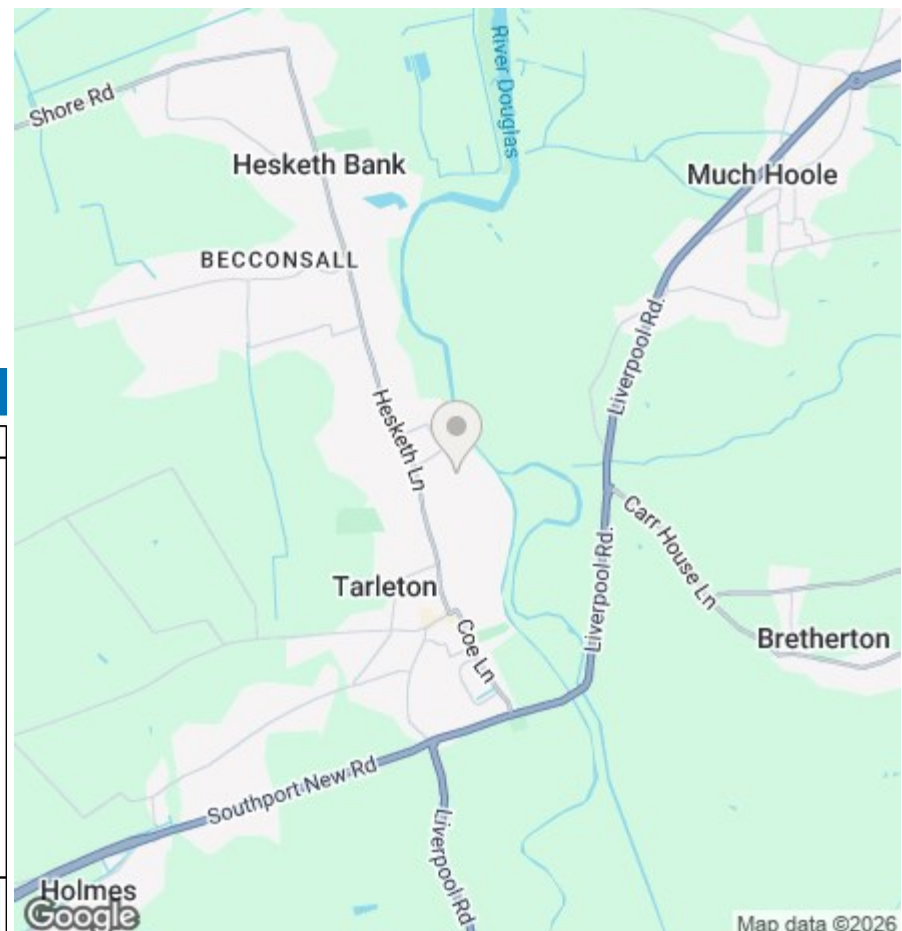 River Douglas
Shore Rd
Hesketh Bank
Much Hoole
BECCONSALL
Liverpool Rd.
Hesketh Ln
Carr House Ln
Liverpool Rd.
Tarleton
Coe Ln
Bretherton
Southport New Rd
Liverpool Rd
Holmes
Google
Map data ©2026